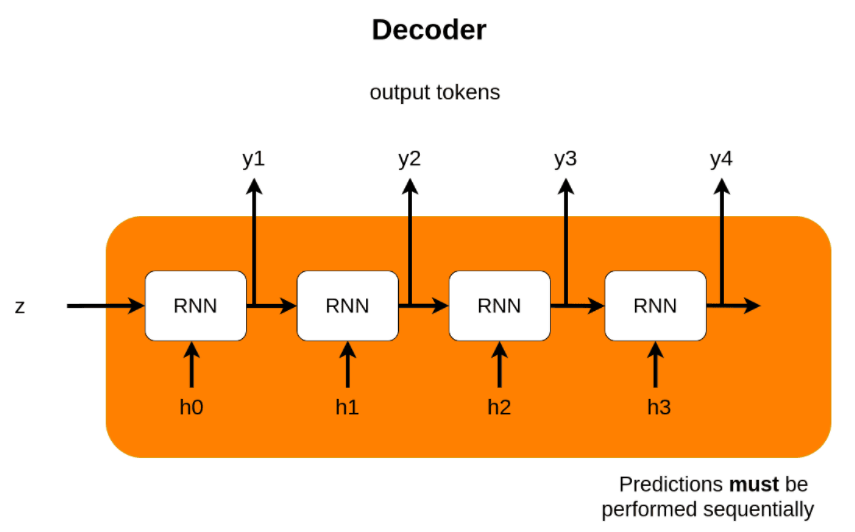 Decoder
output tokens
y1 y2 y3 y4
z RNN RNN RNN RNN
h0 h1 h2 h3
Predictions must be
performed sequentially